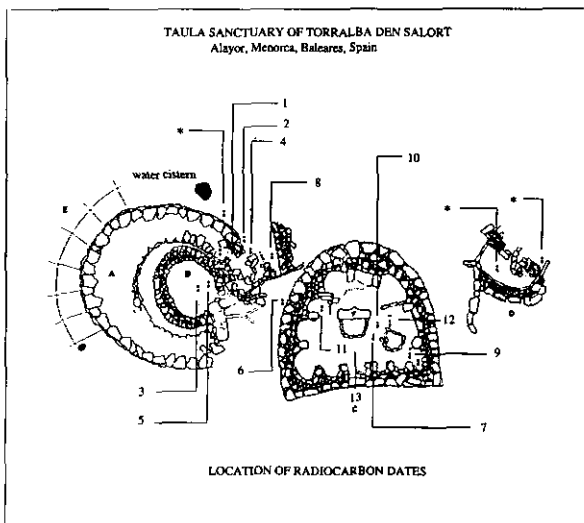 TAULA SANCTUARY OF TORRALBA DEN SALORT
Alayor, Menorca, Baleares, Spain
1
*
2
4
10
water cistern
8
*
*
E
A
B
D
12
3
6
11
9
5
13
c
7
LOCATION OF RADIOCARBON DATES